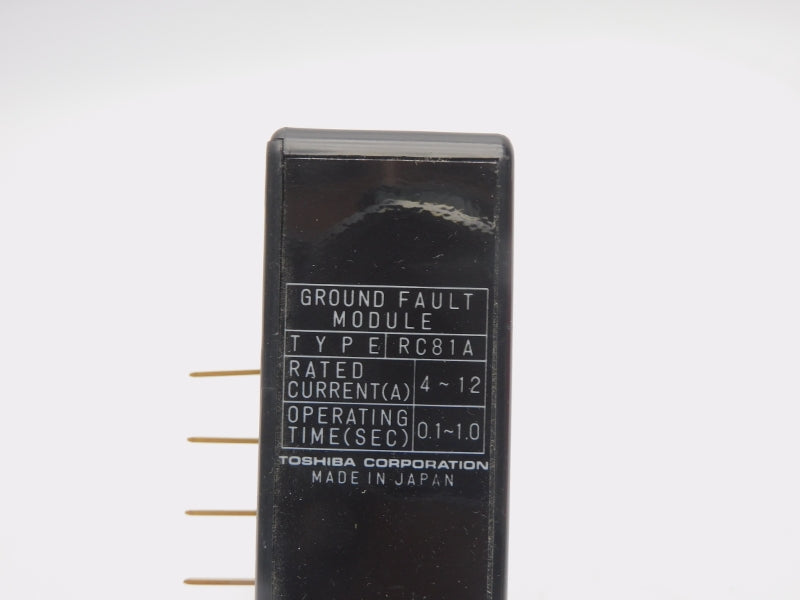 GROUND FAULT
MODULE
TYPE RC81A
RATED
CURRENT(A) 4~12
OPERATING
TIME(SEC) 0.1~1.0
TOSHIBA CORPORATION
MADE IN JAPAN